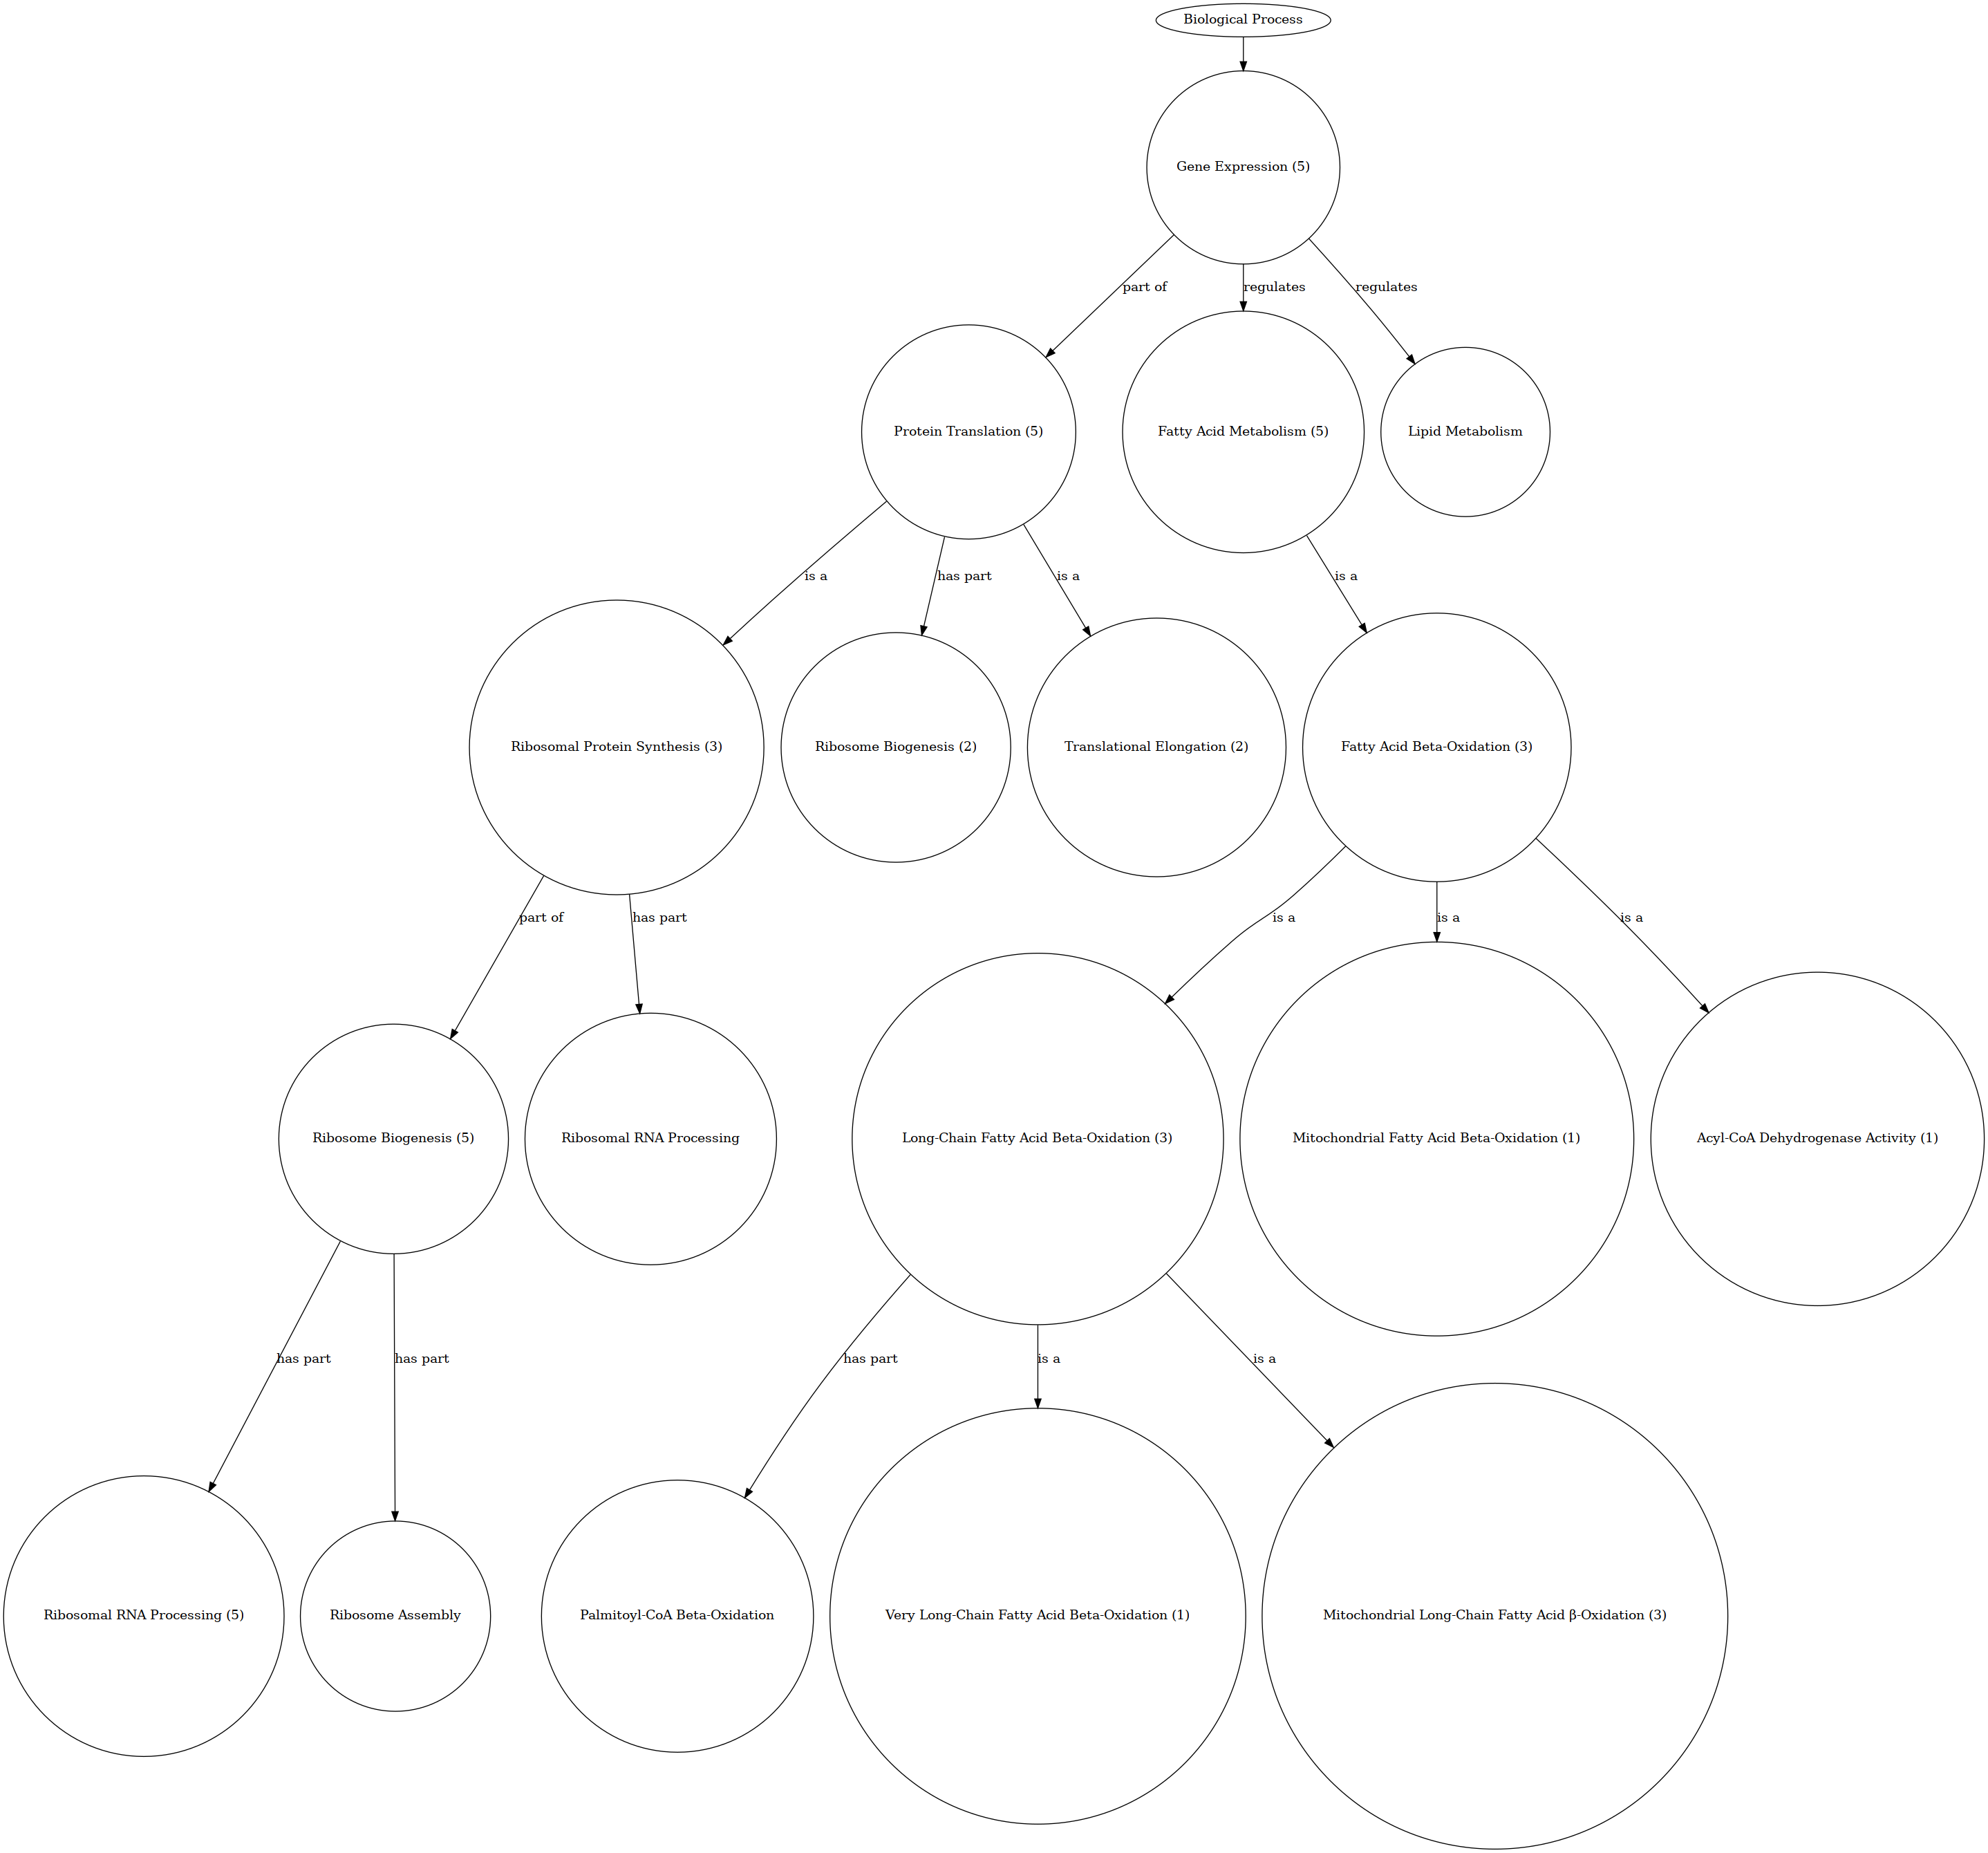 Biological Process
Gene Expression (5)
part of
regulates
regulates
Protein Translation (5)
Fatty Acid Metabolism (5)
Lipid Metabolism
is a
has part
is a
is a
Ribosomal Protein Synthesis (3)
Ribosome Biogenesis (2)
Translational Elongation (2)
Fatty Acid Beta-Oxidation (3)
part of
has part
is a
is a
is a
Ribosome Biogenesis (5)
Ribosomal RNA Processing
Long-Chain Fatty Acid Beta-Oxidation (3)
Mitochondrial Fatty Acid Beta-Oxidation (1)
Acyl-CoA Dehydrogenase Activity (1)
has part
has part
has part
is a
is a
Ribosomal RNA Processing (5)
Ribosome Assembly
Palmitoyl-CoA Beta-Oxidation
Very Long-Chain Fatty Acid Beta-Oxidation (1)
Mitochondrial Long-Chain Fatty Acid β-Oxidation (3)